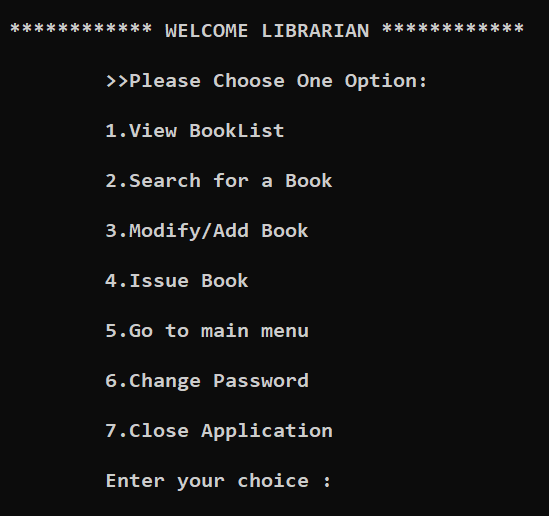 ************ WELCOME LIBRARIAN ************
>>Please Choose One Option:
1.View BookList
2.Search for a Book
3.Modify/Add Book
4.Issue Book
5.Go to main menu
6.Change Password
7.Close Application
Enter your choice :